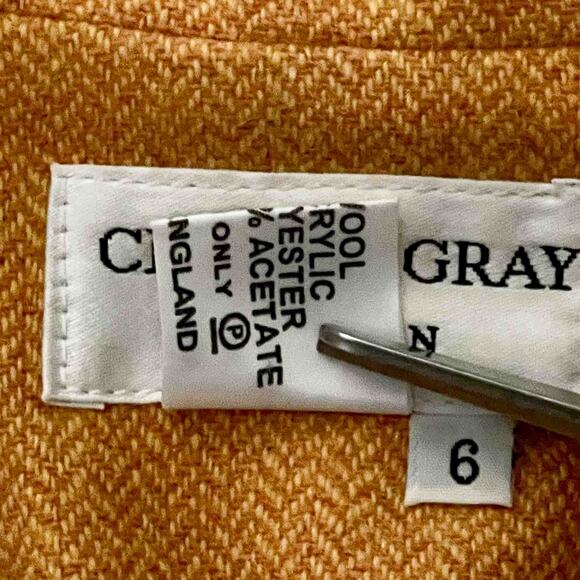 C GRAY
N
OOL
RYLIC
YESTER
% ACETATE
ONLY P
NGLAND
6